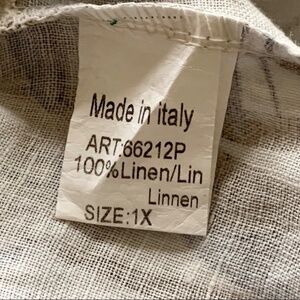 Made in italy
ART:66212P
100%Linen/Lin
Linnen
SIZE:1X